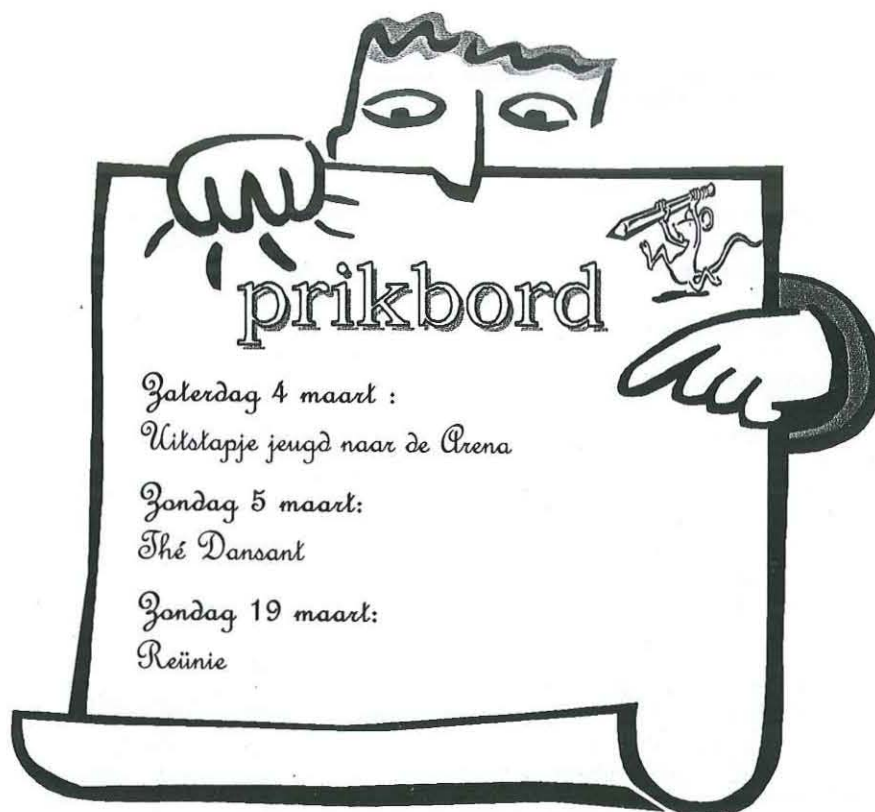 prikbord
Zaterdag 4 maart :
Uitstapje jeugd naar de Arena
Zondag 5 maart:
Thé Dansant
Zondag 19 maart:
Reünie